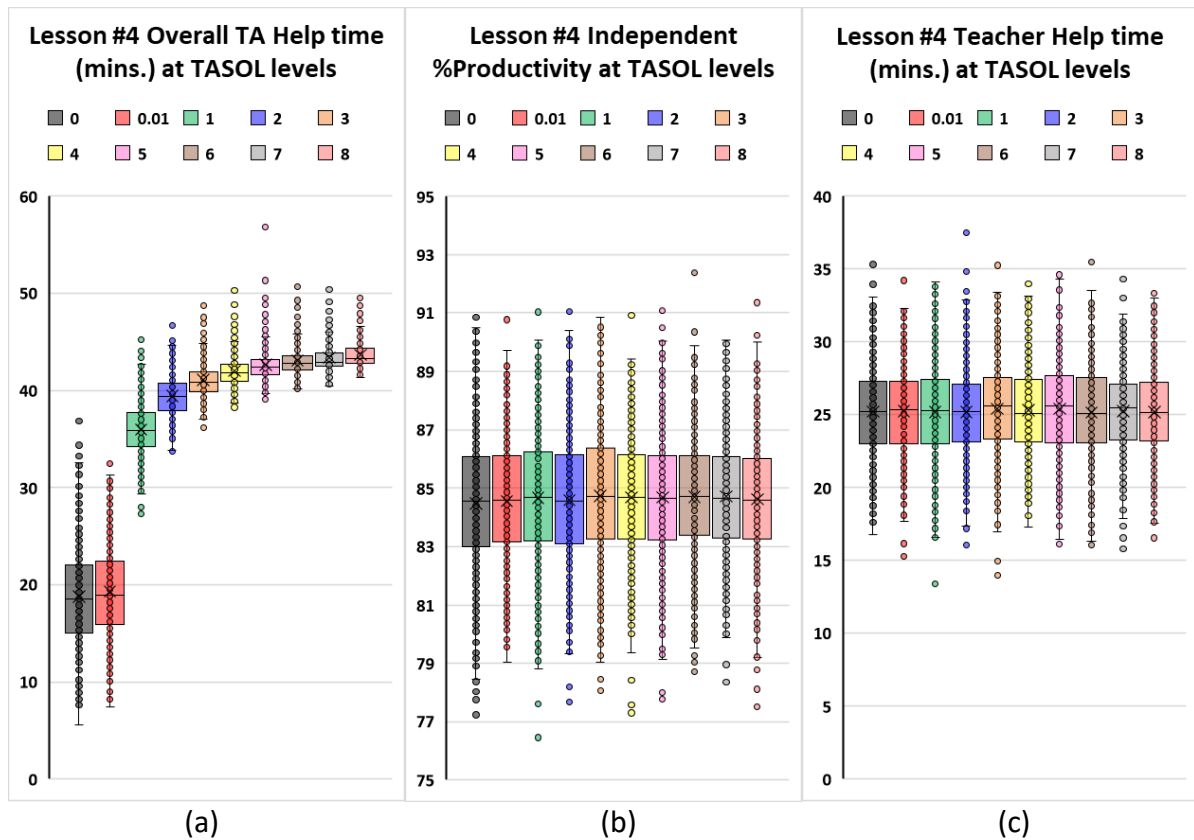 Lesson #4 Overall TA Help time
(mins.) at TASOL levels
0 0.01 1 2 3
4 5 6 7 8
60
50
40
30
20
10
0
(a)
Lesson #4 Independent
%Productivity at TASOL levels
0 0.01 1 2 3
4 5 6 7 8
95
93
91
89
87
85
83
81
79
77
75
(b)
Lesson #4 Teacher Help time
(mins.) at TASOL levels
0 0.01 1 2 3
4 5 6 7 8
40
35
30
25
20
15
10
5
0
(c)